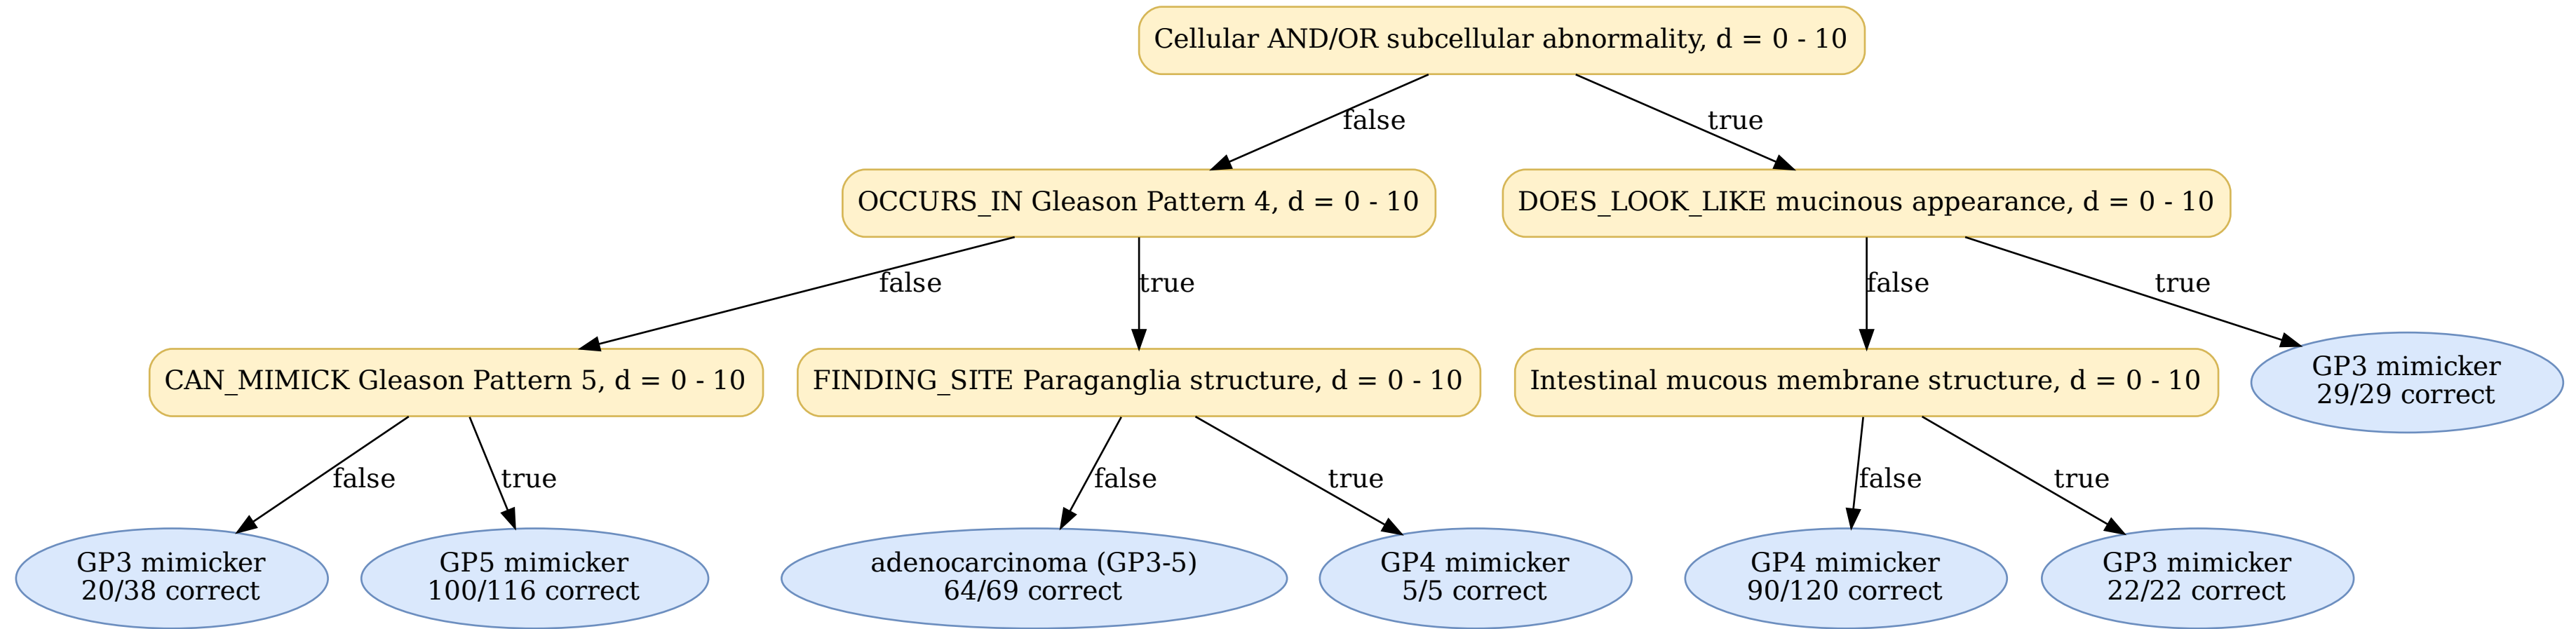 Cellular AND/OR subcellular abnormality, d = 0 - 10
false
true
OCCURS_IN Gleason Pattern 4, d = 0 - 10
DOES_LOOK_LIKE mucinous appearance, d = 0 - 10
false
true
false
true
CAN_MIMICK Gleason Pattern 5, d = 0 - 10
FINDING_SITE Paraganglia structure, d = 0 - 10
Intestinal mucous membrane structure, d = 0 - 10
GP3 mimicker
29/29 correct
false
true
false
true
false
true
GP3 mimicker
20/38 correct
GP5 mimicker
100/116 correct
adenocarcinoma (GP3-5)
64/69 correct
GP4 mimicker
5/5 correct
GP4 mimicker
90/120 correct
GP3 mimicker
22/22 correct